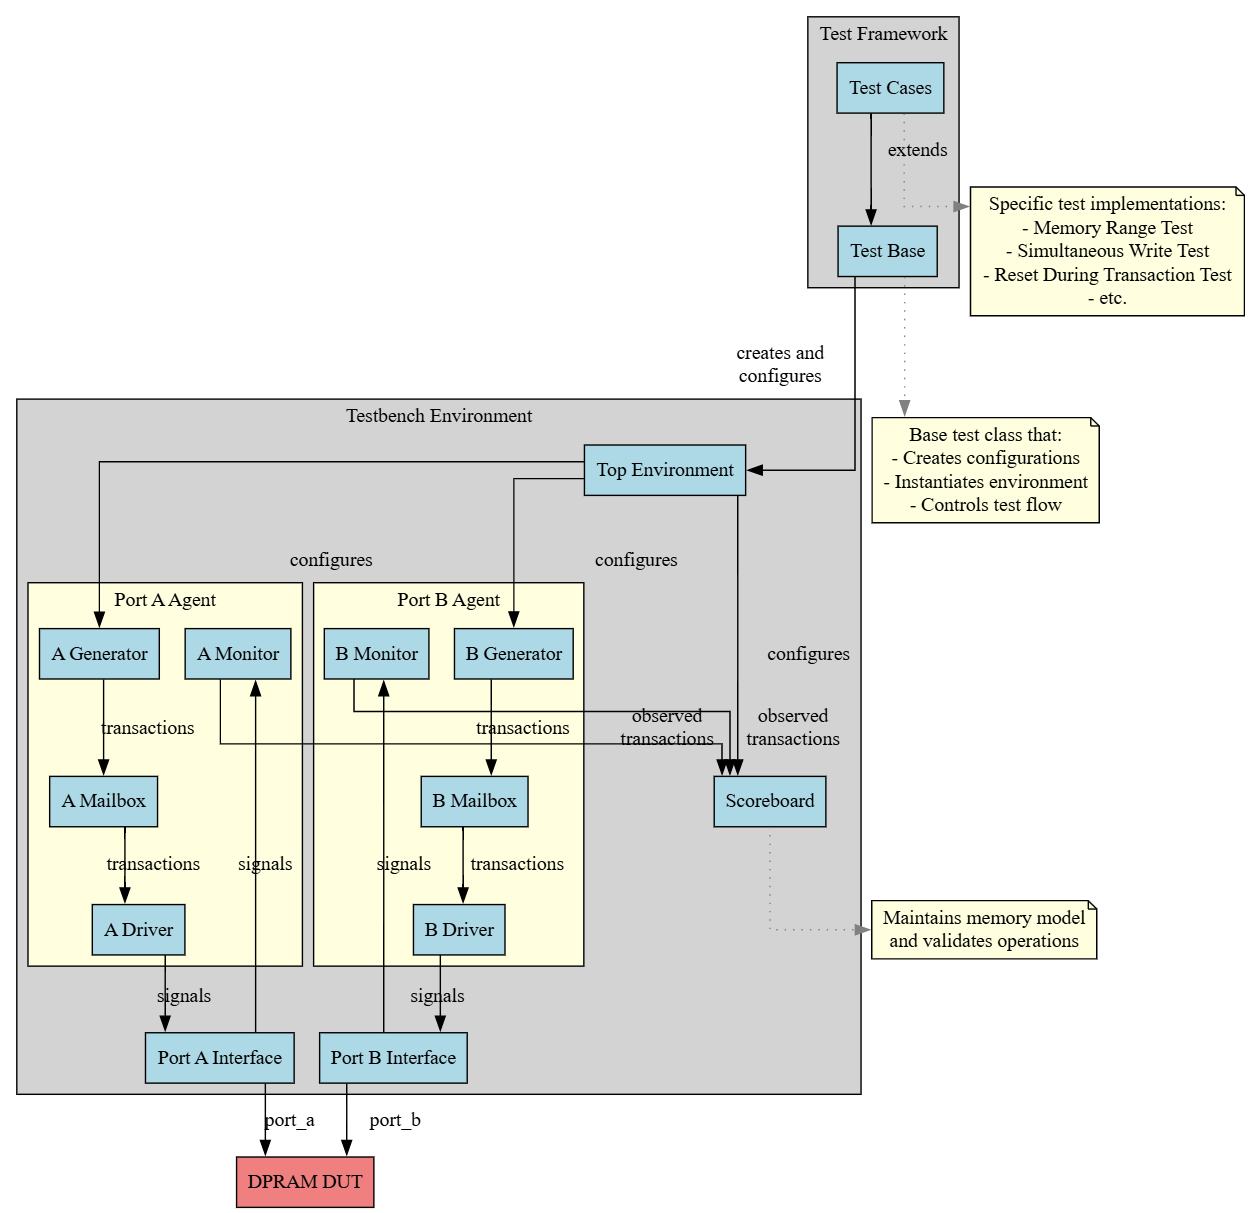 Test Framework
Test Cases
extends
Specific test implementations:
- Memory Range Test
- Simultaneous Write Test
- Reset During Transaction Test
- etc.
Test Base
creates and
configures
Testbench Environment
Base test class that:
- Creates configurations
- Instantiates environment
- Controls test flow
Top Environment
configures
configures
Port A Agent
Port B Agent
A Generator
A Monitor
B Monitor
B Generator
configures
transactions
transactions
observed
transactions
observed
transactions
A Mailbox
B Mailbox
Scoreboard
transactions
signals
signals
transactions
A Driver
B Driver
Maintains memory model
and validates operations
signals
signals
Port A Interface
Port B Interface
port_a
port_b
DPRAM DUT